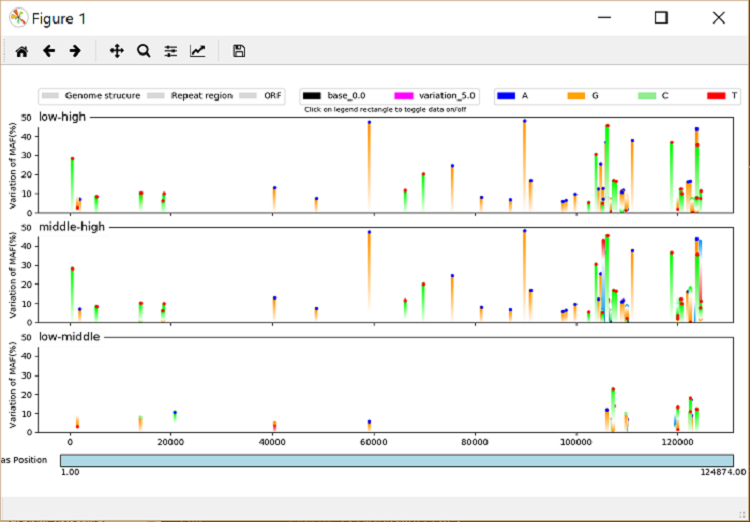 Figure 1
Genome strucure Repeat region ORF base_0.0 variation_5.0 A G C T
Click on legend rectangle to toggle data on/off
low-high
Variation of MAF(%)
50
40
30
20
10
0
middle-high
Variation of MAF(%)
50
40
30
20
10
0
low-middle
Variation of MAF(%)
50
40
30
20
10
0
0 20000 40000 60000 80000 100000 120000
as Position
1.00 124874.00